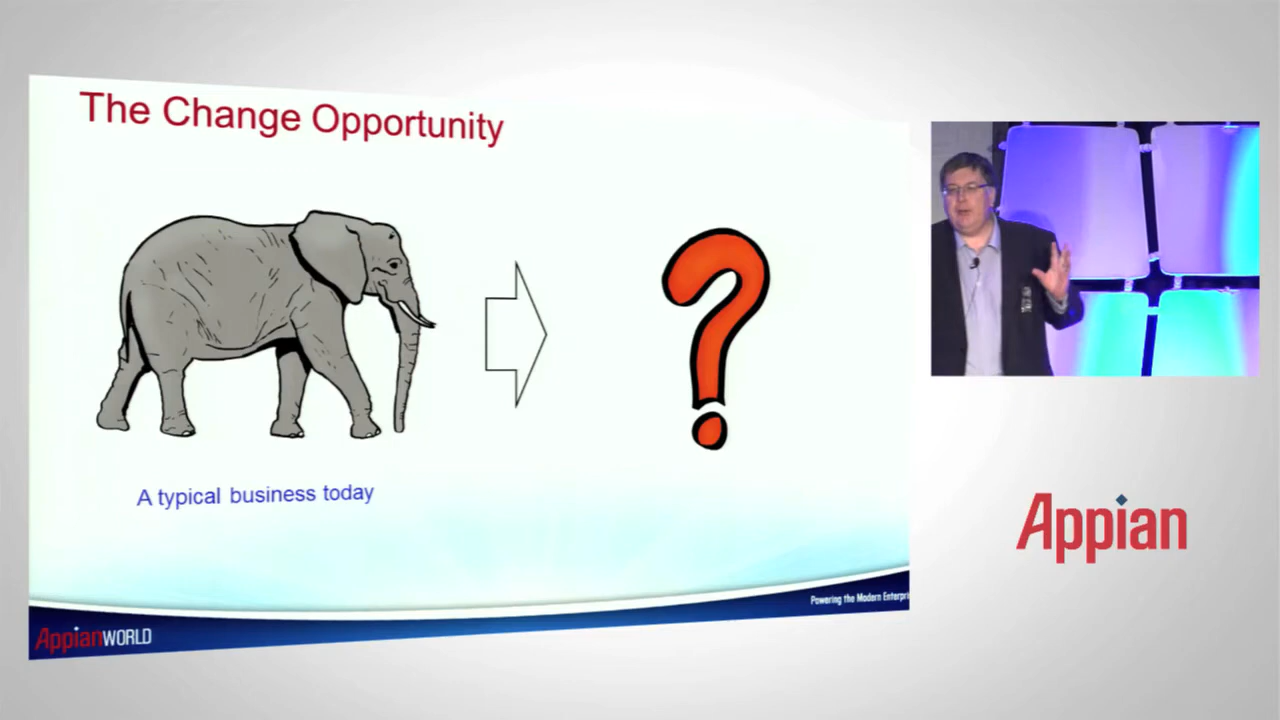 The Change Opportunity
A typical business today
Powering the Modern Enterpri
AppianWORLD
Appian